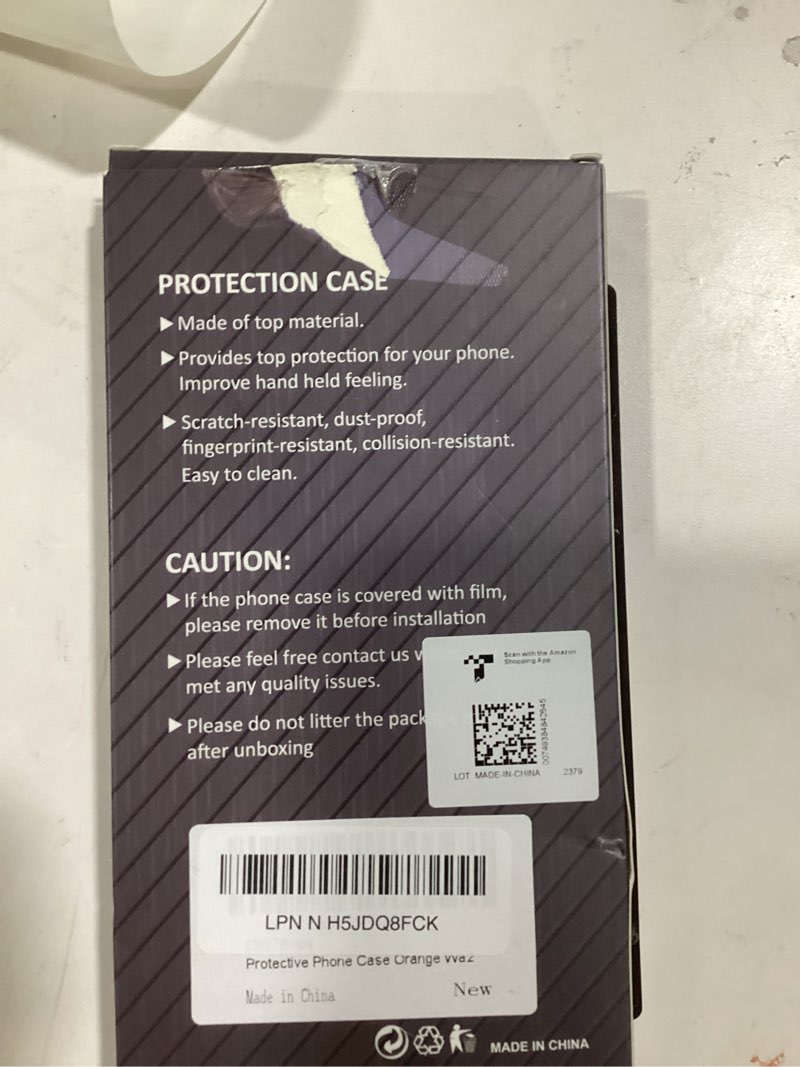 PROTECTION CASE
▶Made of top material.
▶Provides top protection for your phone.
Improve hand held feeling.
▶Scratch-resistant, dust-proof,
fingerprint-resistant, collision-resistant.
Easy to clean.
CAUTION:
▶If the phone case is covered with film,
please remove it before installation
▶Please feel free contact us
met any quality issues.
▶Please do not litter the
after unboxing
Scan with the Amazon
Shopping App
LOT: MADE-IN-CHINA 2379
LPN N H5JDQ8FCK
Protective Phone Case Orange
Made in China New
MADE IN CHINA